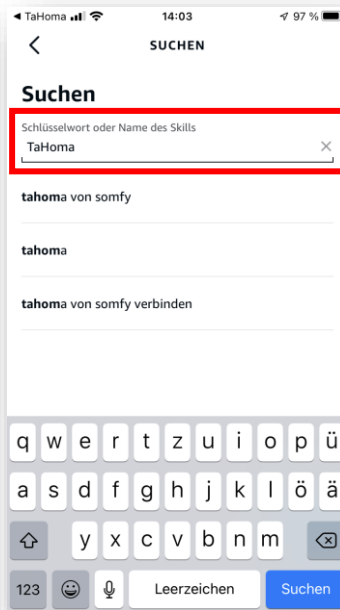 ◀ TaHoma 14:03 97 %
SUCHEN
Suchen
Schlüsselwort oder Name des Skills
TaHoma
tahoma von somfy
tahoma
tahoma von somfy verbinden
q w e r t z u i o p ü
a s d f g h j k l ö ä
y x c v b n m
123 Leerzeichen Suchen